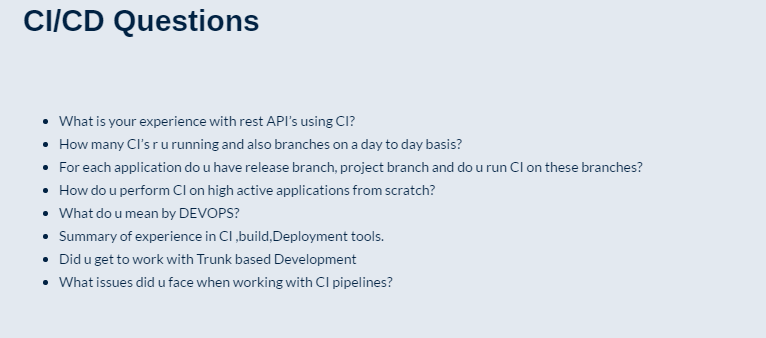 CI/CD Questions
What is your experience with rest API's using CI?
How many CI's r u running and also branches on a day to day basis?
For each application do u have release branch, project branch and do u run CI on these branches?
How do u perform CI on high active applications from scratch?
What do u mean by DEVOPS?
Summary of experience in CI ,build,Deployment tools.
Did u get to work with Trunk based Development
What issues did u face when working with CI pipelines?